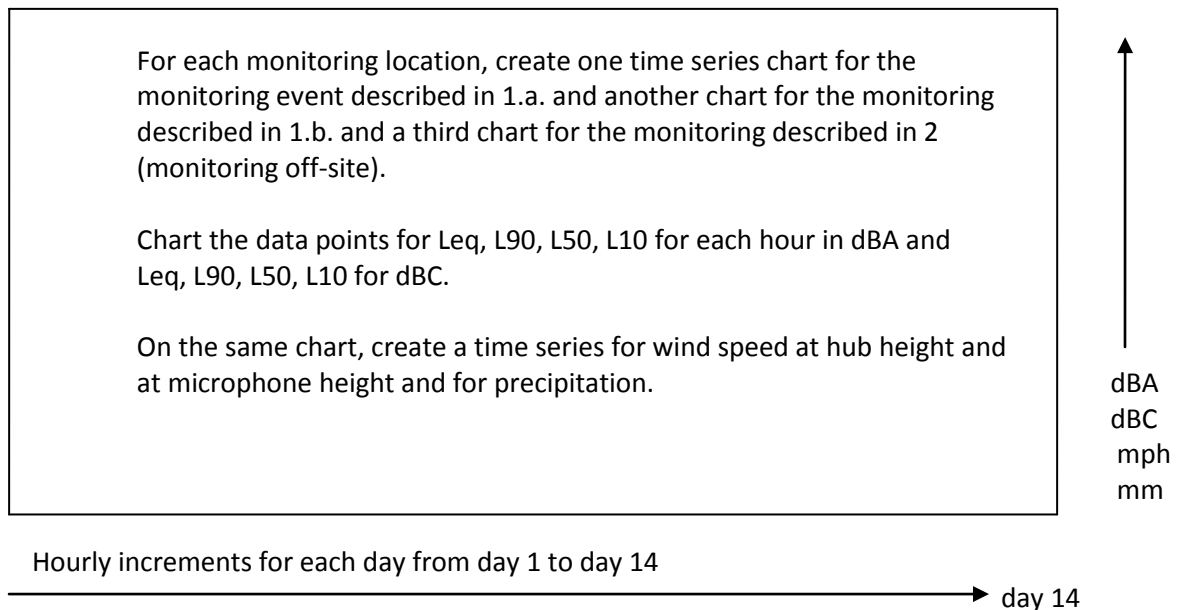 For each monitoring location, create one time series chart for the
monitoring event described in 1.a. and another chart for the monitoring
described in 1.b. and a third chart for the monitoring described in 2
(monitoring off-site).
Chart the data points for Leq, L90, L50, L10 for each hour in dBA and
Leq, L90, L50, L10 for dBC.
On the same chart, create a time series for wind speed at hub height and
at microphone height and for precipitation.
dBA
dBC
mph
mm
Hourly increments for each day from day 1 to day 14
day 14